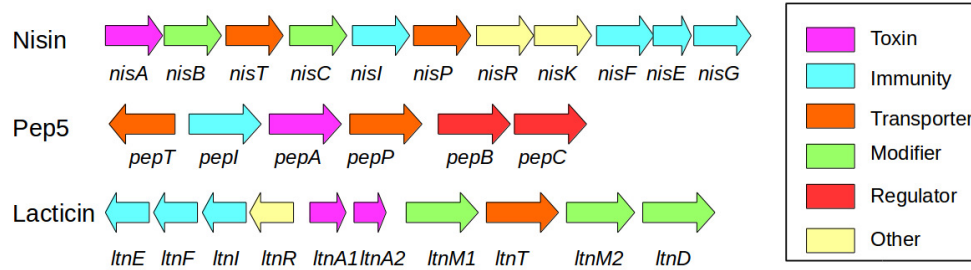 Nisin
nisA nisB nisT nisC nisI nisP nisR nisK nisF nisE nisG
Pep5
pepT pepI pepA pepP pepB pepC
Lacticin
ltnE ltnF ltnI ltnR ltnA1 ltnA2 ltnM1 ltnT ltnM2 ltnD
Toxin
Immunity
Transporter
Modifier
Regulator
Other